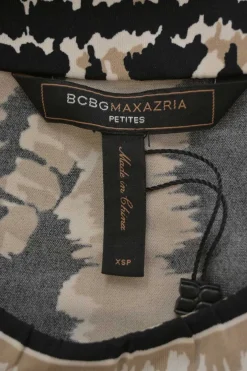 BCBGMAXAZRIA
PETITES
Made in China
XSP